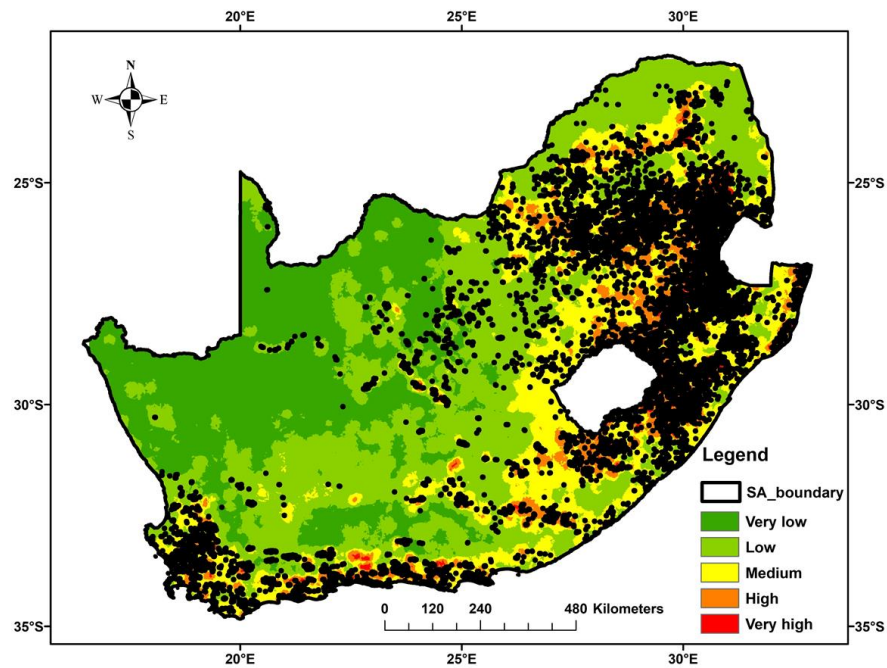 20°E 25°E 30°E
N
W E
S
25°S 25°S
30°S 30°S
Legend
SA_boundary
Very low
Low
Medium
High
Very high
0 120 240 480 Kilometers
35°S 35°S
20°E 25°E 30°E